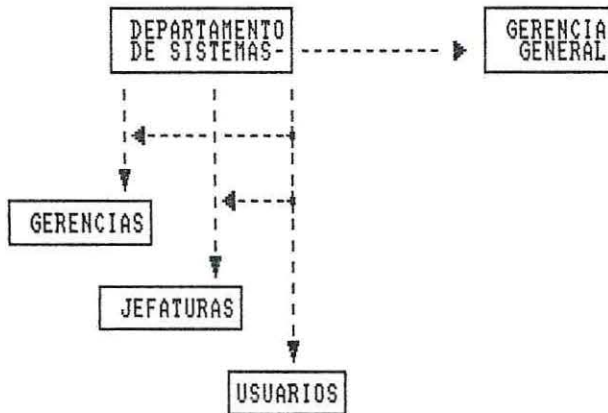 DEPARTAMENTO
DE SISTEMAS-
GERENCIA
GENERAL
GERENCIAS
JEFATURAS
USUARIOS